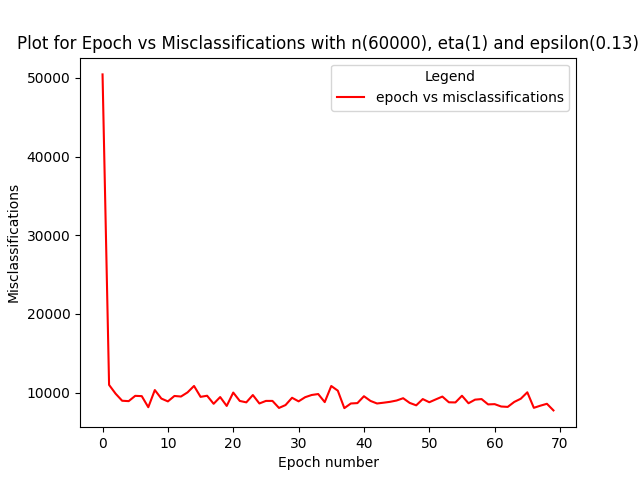 Plot for Epoch vs Misclassifications with n(60000), eta(1) and epsilon(0.13)
Legend
epoch vs misclassifications
50000
40000
30000
20000
10000
Misclassifications
0 10 20 30 40 50 60 70
Epoch number